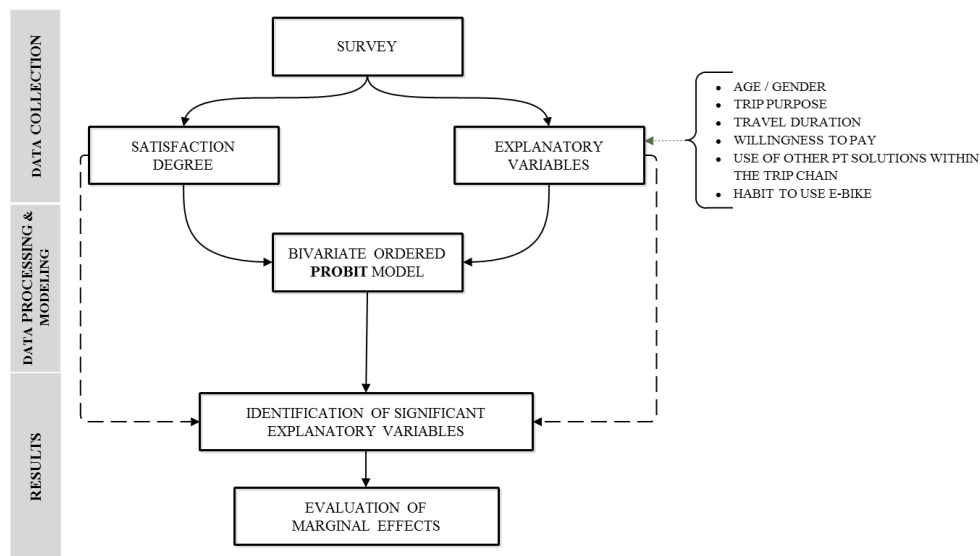 DATA COLLECTION
SURVEY
SATISFACTION
DEGREE
EXPLANATORY
VARIABLES
• AGE / GENDER
• TRIP PURPOSE
• TRAVEL DURATION
• WILLINGNESS TO PAY
• USE OF OTHER PT SOLUTIONS WITHIN
THE TRIP CHAIN
• HABIT TO USE E-BIKE
DATA PROCESSING &
MODELING
BIVARIATE ORDERED
PROBIT MODEL
RESULTS
IDENTIFICATION OF SIGNIFICANT
EXPLANATORY VARIABLES
EVALUATION OF
MARGINAL EFFECTS